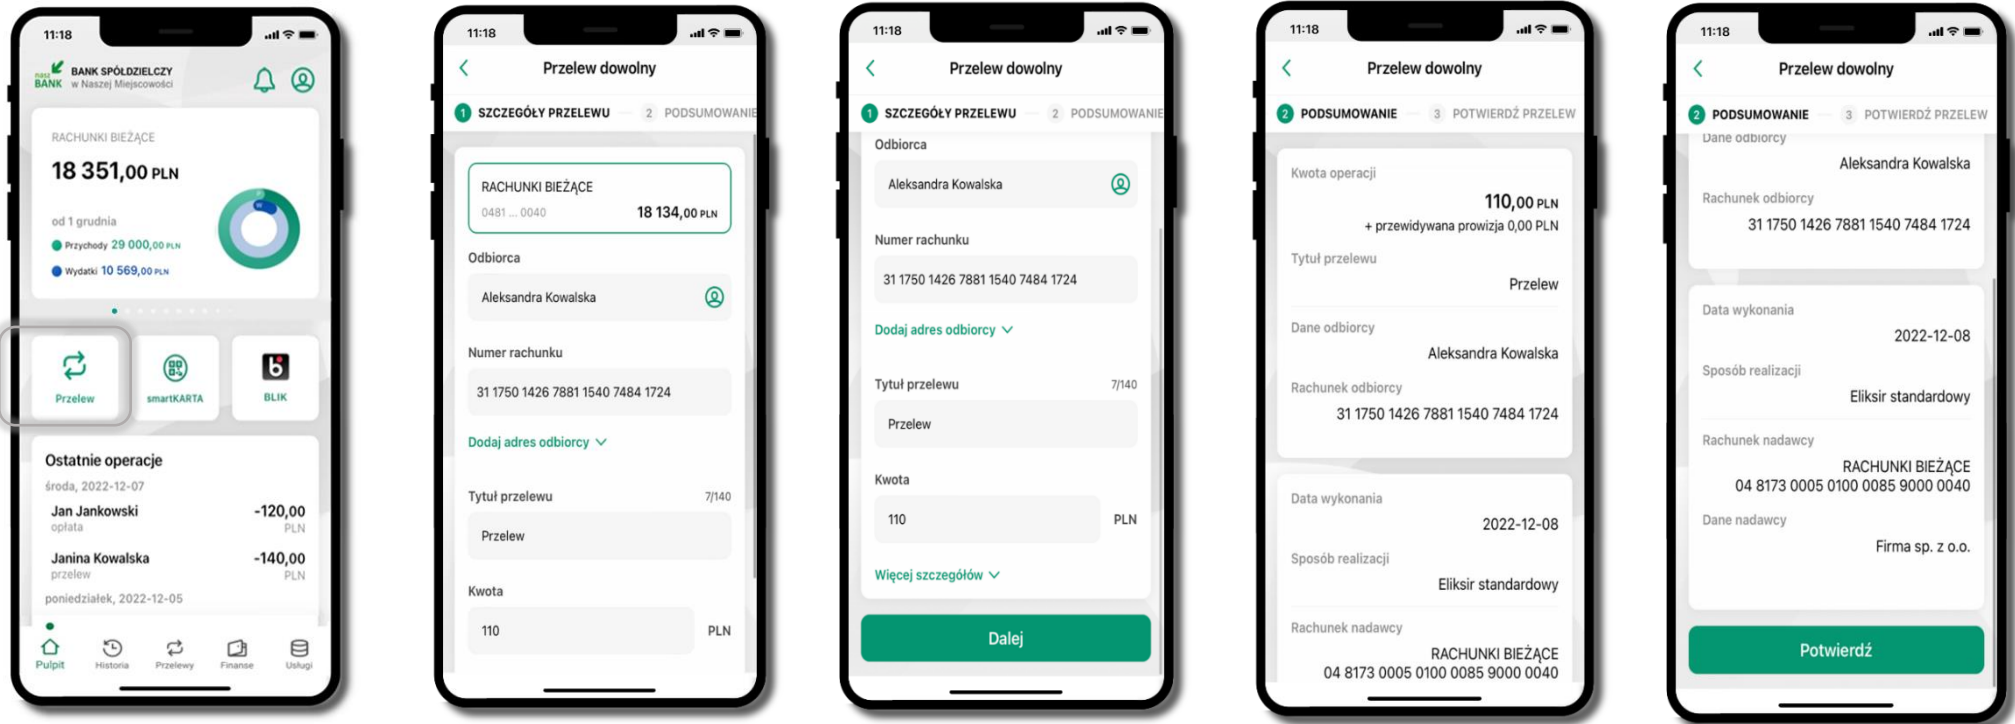 11:18
nasz BANK
BANK SPÓŁDZIELCZY
w Naszej Miejscowości
RACHUNKI BIEŻĄCE
18 351,00 PLN
od 1 grudnia
Przychody 29 000,00 PLN
Wydatki 10 569,00 PLN
Przelew
smartKARTA
BLIK
Ostatnie operacje
środa, 2022-12-07
Jan Jankowski -120,00
opłata PLN
Janina Kowalska -140,00
przelew PLN
poniedziałek, 2022-12-05
Pulpit Historia Przelewy Finanse Usługi
11:18
Przelew dowolny
1 SZCZEGÓŁY PRZELEWU 2 PODSUMOWANIE
RACHUNKI BIEŻĄCE
0481 ... 0040 18 134,00 PLN
Odbiorca
Aleksandra Kowalska
Numer rachunku
31 1750 1426 7881 1540 7484 1724
Dodaj adres odbiorcy
Tytuł przelewu 7/140
Przelew
Kwota
110 PLN
11:18
Przelew dowolny
1 SZCZEGÓŁY PRZELEWU 2 PODSUMOWANIE
Odbiorca
Aleksandra Kowalska
Numer rachunku
31 1750 1426 7881 1540 7484 1724
Dodaj adres odbiorcy
Tytuł przelewu 7/140
Przelew
Kwota
110 PLN
Więcej szczegółów
Dalej
11:18
Przelew dowolny
2 PODSUMOWANIE 3 POTWIERDŹ PRZELEW
Kwota operacji
110,00 PLN
+ przewidywana prowizja 0,00 PLN
Tytuł przelewu
Przelew
Dane odbiorcy
Aleksandra Kowalska
Rachunek odbiorcy
31 1750 1426 7881 1540 7484 1724
Data wykonania
2022-12-08
Sposób realizacji
Eliksir standardowy
Rachunek nadawcy
RACHUNKI BIEŻĄCE
04 8173 0005 0100 0085 9000 0040
11:18
Przelew dowolny
2 PODSUMOWANIE 3 POTWIERDŹ PRZELEW
Dane odbiorcy
Aleksandra Kowalska
Rachunek odbiorcy
31 1750 1426 7881 1540 7484 1724
Data wykonania
2022-12-08
Sposób realizacji
Eliksir standardowy
Rachunek nadawcy
RACHUNKI BIEŻĄCE
04 8173 0005 0100 0085 9000 0040
Dane nadawcy
Firma sp. z o.o.
Potwierdź